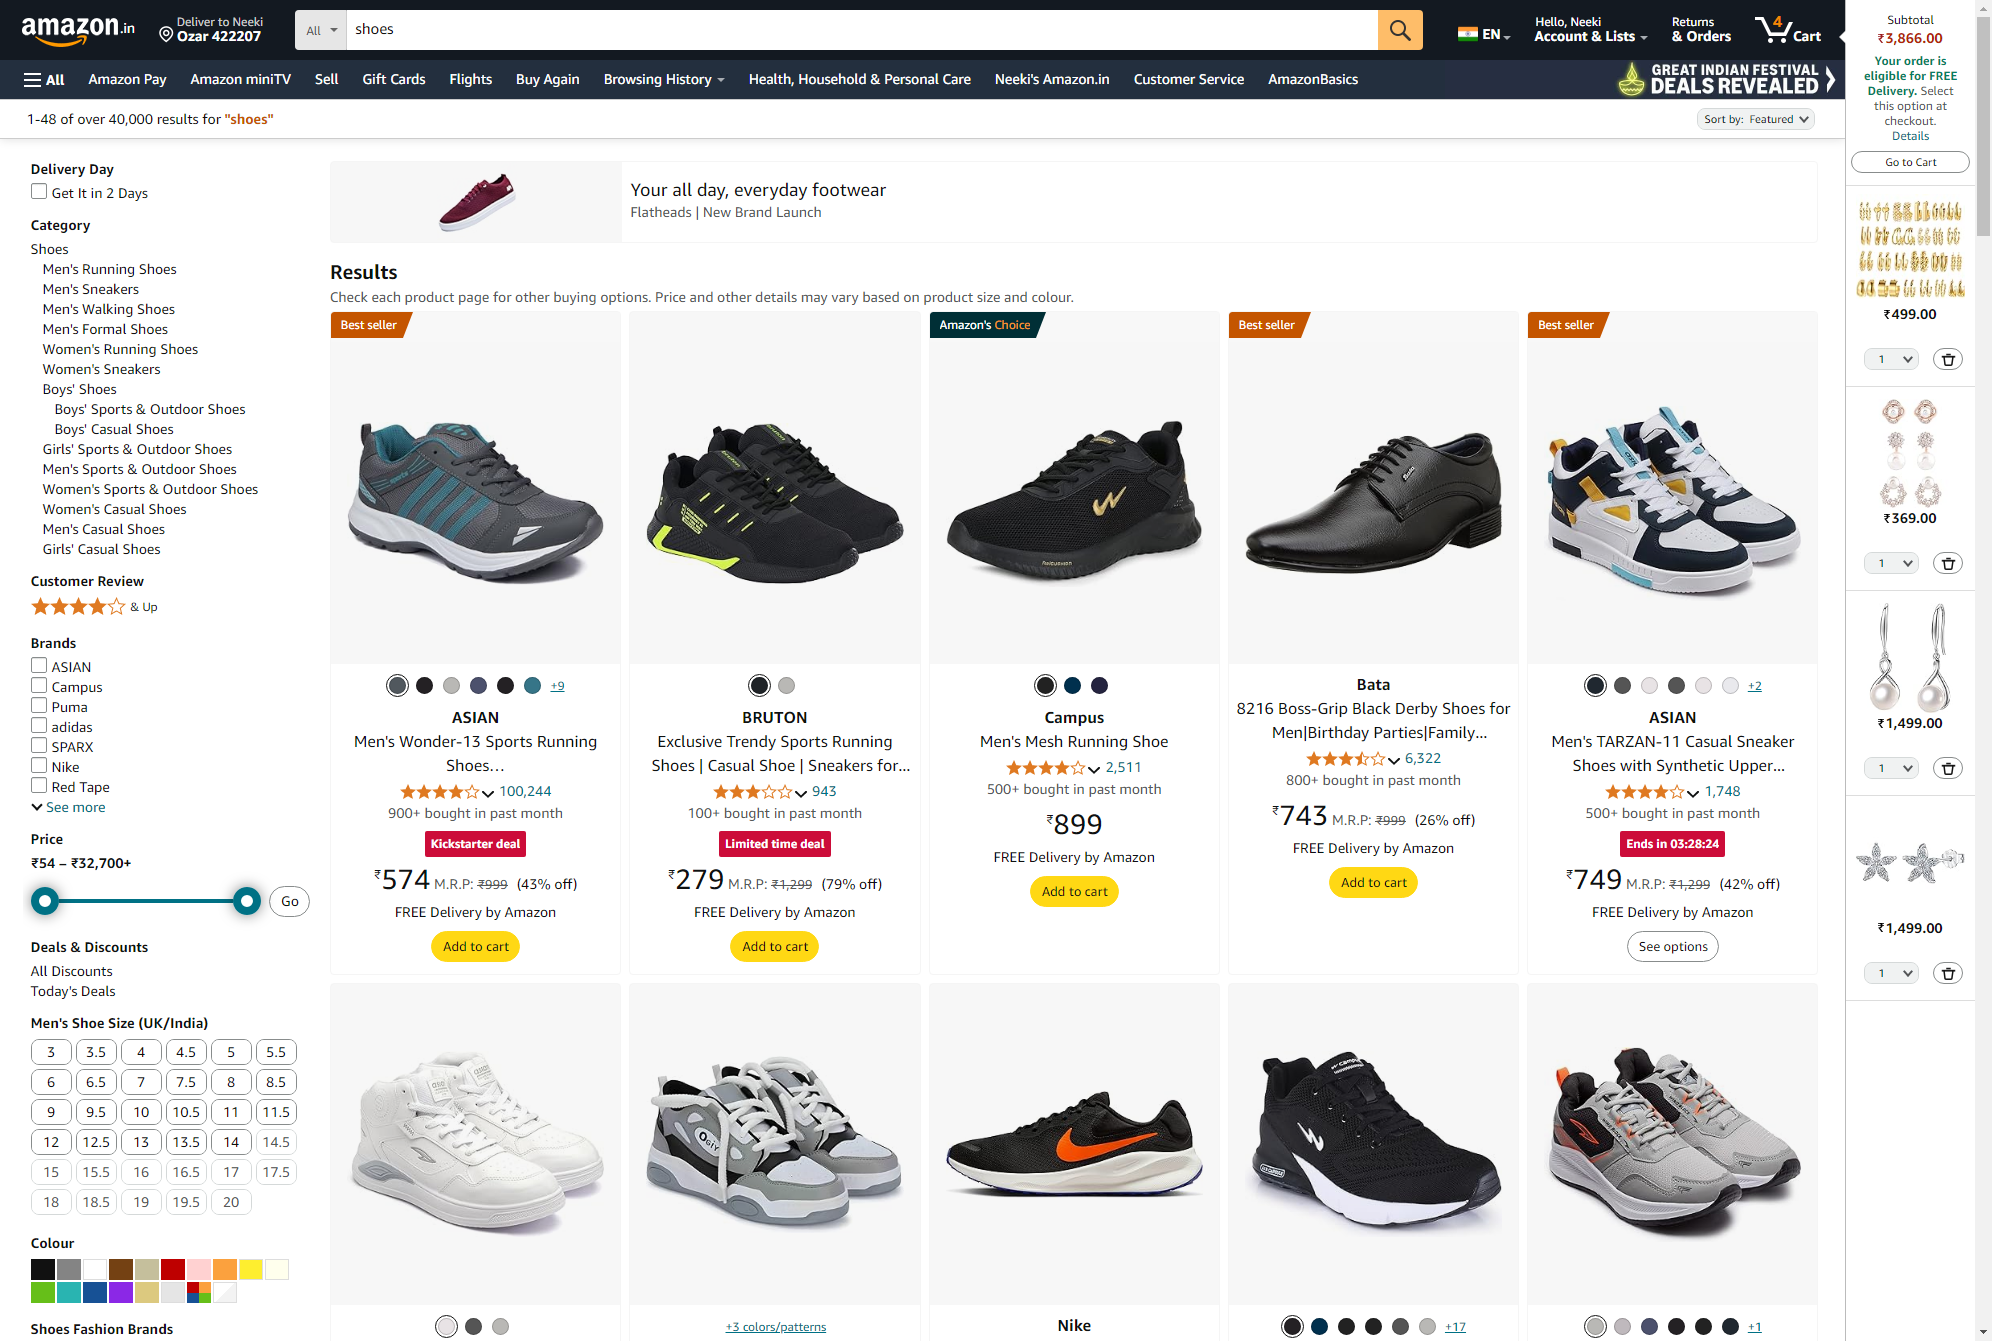 amazon.in
Deliver to Neeki
Ozar 422207
All
shoes
EN
Hello, Neeki
Account & Lists
Returns
& Orders
4
Cart
All
Amazon Pay
Amazon miniTV
Sell
Gift Cards
Flights
Buy Again
Browsing History
Health, Household & Personal Care
Neeki's Amazon.in
Customer Service
AmazonBasics
GREAT INDIAN FESTIVAL
DEALS REVEALED
1-48 of over 40,000 results for "shoes"
Sort by: Featured
Delivery Day
Get It in 2 Days
Category
Shoes
Men's Running Shoes
Men's Sneakers
Men's Walking Shoes
Men's Formal Shoes
Women's Running Shoes
Women's Sneakers
Boys' Shoes
Boys' Sports & Outdoor Shoes
Boys' Casual Shoes
Girls' Sports & Outdoor Shoes
Men's Sports & Outdoor Shoes
Women's Sports & Outdoor Shoes
Women's Casual Shoes
Men's Casual Shoes
Girls' Casual Shoes
Customer Review
& Up
Brands
ASIAN
Campus
Puma
adidas
SPARX
Nike
Red Tape
See more
Price
₹54 – ₹32,700+
Go
Deals & Discounts
All Discounts
Today's Deals
Men's Shoe Size (UK/India)
3 3.5 4 4.5 5 5.5
6 6.5 7 7.5 8 8.5
9 9.5 10 10.5 11 11.5
12 12.5 13 13.5 14 14.5
15 15.5 16 16.5 17 17.5
18 18.5 19 19.5 20
Colour
Shoes Fashion Brands
Your all day, everyday footwear
Flatheads | New Brand Launch
Results
Check each product page for other buying options. Price and other details may vary based on product size and colour.
Best seller
+9
ASIAN
Men's Wonder-13 Sports Running
Shoes…
100,244
900+ bought in past month
Kickstarter deal
₹574 M.R.P: ₹999 (43% off)
FREE Delivery by Amazon
Add to cart
BRUTON
Exclusive Trendy Sports Running
Shoes | Casual Shoe | Sneakers for…
943
100+ bought in past month
Limited time deal
₹279 M.R.P: ₹1,299 (79% off)
FREE Delivery by Amazon
Add to cart
Amazon's Choice
Campus
Men's Mesh Running Shoe
2,511
500+ bought in past month
₹899
FREE Delivery by Amazon
Add to cart
Best seller
Bata
Bata
8216 Boss-Grip Black Derby Shoes for
Men|Birthday Parties|Family…
6,322
800+ bought in past month
₹743 M.R.P: ₹999 (26% off)
FREE Delivery by Amazon
Add to cart
Best seller
+2
ASIAN
Men's TARZAN-11 Casual Sneaker
Shoes with Synthetic Upper…
1,748
500+ bought in past month
Ends in 03:28:24
₹749 M.R.P: ₹1,299 (42% off)
FREE Delivery by Amazon
See options
+3 colors/patterns
Nike
+17
+1
Subtotal
₹3,866.00
Your order is
eligible for FREE
Delivery. Select
this option at
checkout.
Details
Go to Cart
₹499.00
1
₹369.00
1
₹1,499.00
1
₹1,499.00
1